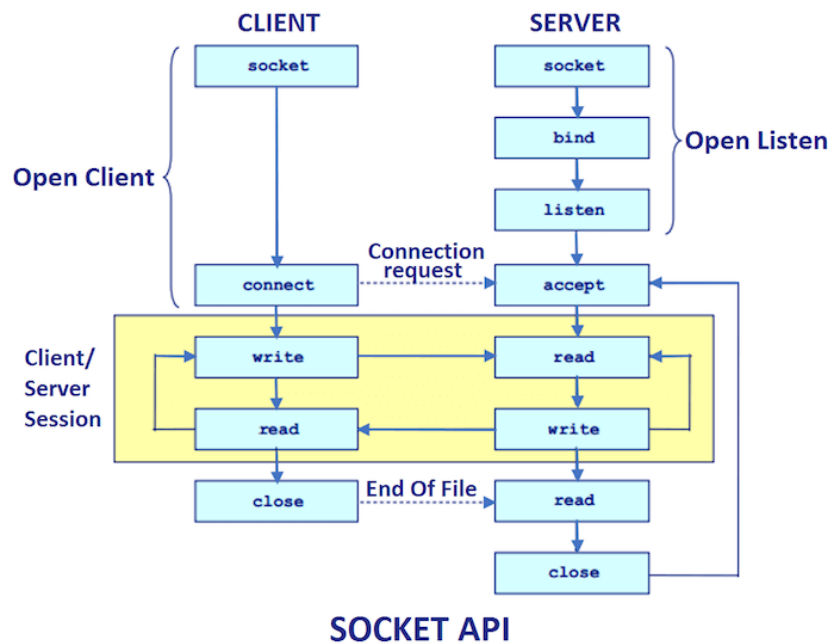 CLIENT
SERVER
socket
socket
bind
Open Listen
Open Client
listen
Connection
request
connect
accept
Client/
Server
Session
write
read
read
write
close
End Of File
read
close
SOCKET API